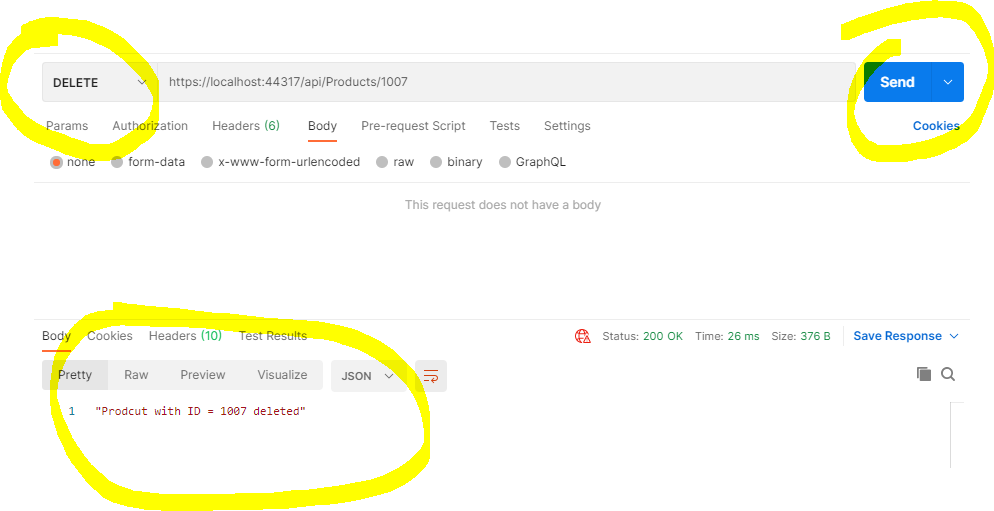 DELETE https://localhost:44317/api/Products/1007 Send
Params Authorization Headers (6) Body Pre-request Script Tests Settings Cookies
none form-data x-www-form-urlencoded raw binary GraphQL
This request does not have a body
Body Cookies Headers (10) Test Results Status: 200 OK Time: 26 ms Size: 376 B Save Response
Pretty Raw Preview Visualize JSON
1 "Prodcut with ID = 1007 deleted"